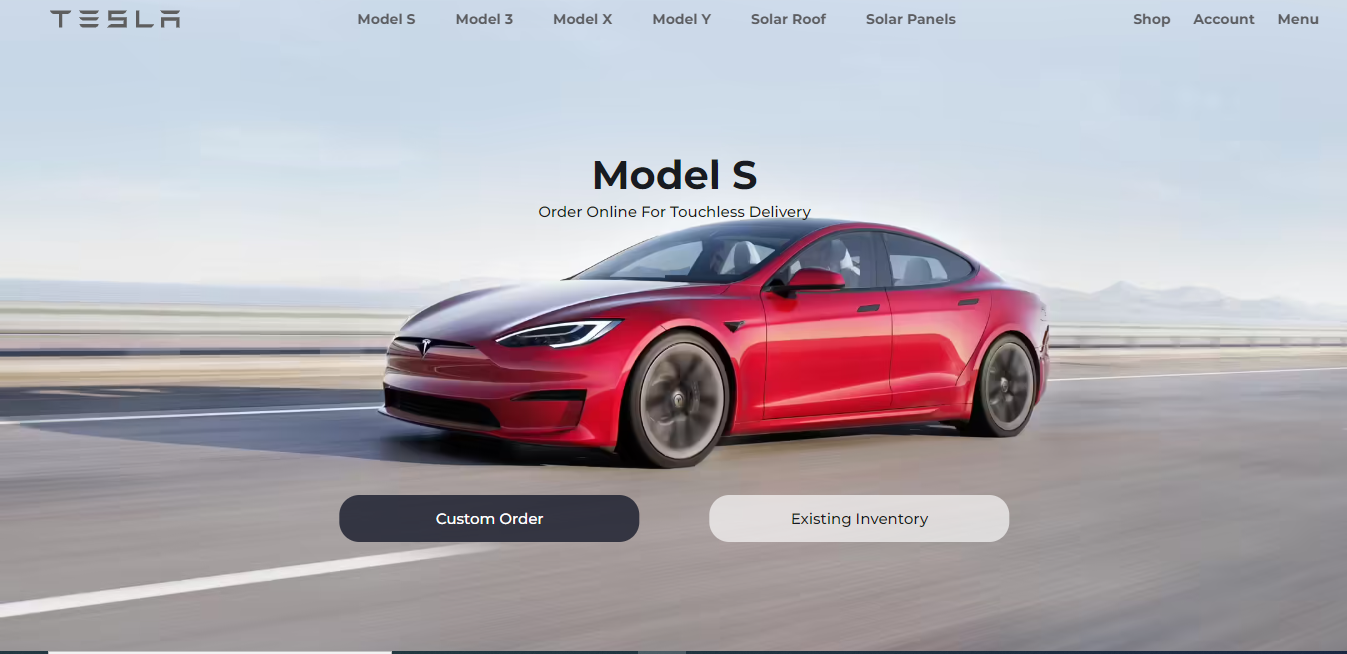 TESLA Model S Model 3 Model X Model Y Solar Roof Solar Panels Shop Account Menu
Model S
Order Online For Touchless Delivery
Custom Order Existing Inventory